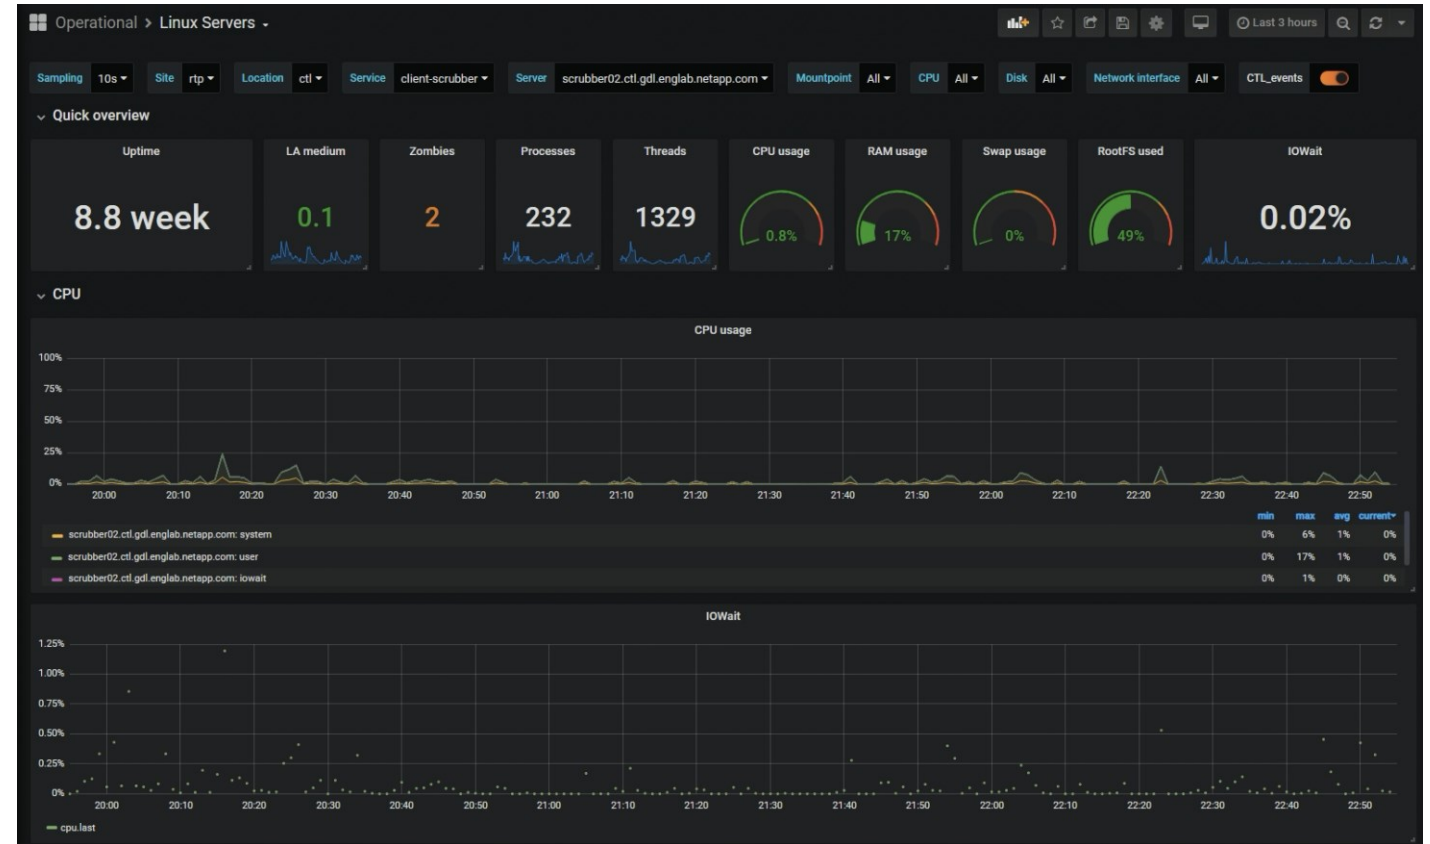 Operational > Linux Servers
Last 3 hours
Sampling 10s Site rtp Location ctl Service client-scrubber Server scrubber02.ctl.gdl.englab.netapp.com Mountpoint All CPU All Disk All Network interface All CTL_events
Quick overview
Uptime LA medium Zombies Processes Threads CPU usage RAM usage Swap usage RootFS used IOWait
8.8 week 0.1 2 232 1329 0.8% 17% 0% 49% 0.02%
CPU
CPU usage
100%
75%
50%
25%
0%
20:00 20:10 20:20 20:30 20:40 20:50 21:00 21:10 21:20 21:30 21:40 21:50 22:00 22:10 22:20 22:30 22:40 22:50
min max avg current
scrubber02.ctl.gdl.englab.netapp.com: system 0% 6% 1% 0%
scrubber02.ctl.gdl.englab.netapp.com: user 0% 17% 1% 0%
scrubber02.ctl.gdl.englab.netapp.com: iowait 0% 1% 0% 0%
IOWait
1.25%
1.00%
0.75%
0.50%
0.25%
0%
20:00 20:10 20:20 20:30 20:40 20:50 21:00 21:10 21:20 21:30 21:40 21:50 22:00 22:10 22:20 22:30 22:40 22:50
cpu.last